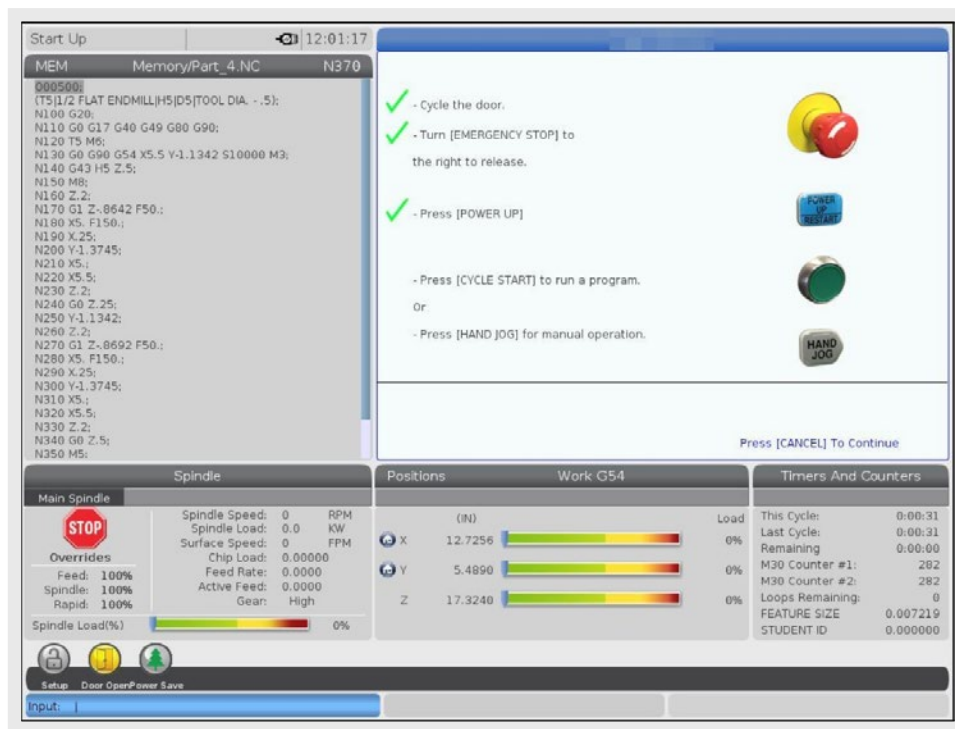 Start Up
12:01:17
MEM Memory/Part_4.NC N370
O00500;
(T5|1/2 FLAT ENDMILL|H5|D5|TOOL DIA. - .5);
N100 G20;
N110 G0 G17 G40 G49 G80 G90;
N120 T5 M6;
N130 G0 G90 G54 X5.5 Y-1.1342 S10000 M3;
N140 G43 H5 Z.5;
N150 M8;
N160 Z.2;
N170 G1 Z-.8642 F50.;
N180 X5. F150.;
N190 X.25;
N200 Y-1.3745;
N210 X5.;
N220 X5.5;
N230 Z.2;
N240 G0 Z.25;
N250 Y-1.1342;
N260 Z.2;
N270 G1 Z-.8692 F50.;
N280 X5. F150.;
N290 X.25;
N300 Y-1.3745;
N310 X5.;
N320 X5.5;
N330 Z.2;
N340 G0 Z.5;
N350 M5;
- Cycle the door.
- Turn [EMERGENCY STOP] to
the right to release.
- Press [POWER UP]
POWER
UP
RESTART
- Press [CYCLE START] to run a program.
Or
- Press [HAND JOG] for manual operation.
HAND
JOG
Press [CANCEL] To Continue
Spindle
Main Spindle
STOP
Overrides
Feed: 100%
Spindle: 100%
Rapid: 100%
Spindle Speed: 0 RPM
Spindle Load: 0.0 KW
Surface Speed: 0 FPM
Chip Load: 0.00000
Feed Rate: 0.0000
Active Feed: 0.0000
Gear: High
Spindle Load(%) 0%
Positions Work G54
(IN) Load
X 12.7256 0%
Y 5.4890 0%
Z 17.3240 0%
Timers And Counters
This Cycle: 0:00:31
Last Cycle: 0:00:31
Remaining 0:00:00
M30 Counter #1: 282
M30 Counter #2: 282
Loops Remaining: 0
FEATURE SIZE 0.007219
STUDENT ID 0.000000
Setup Door Open Power Save
Input: |